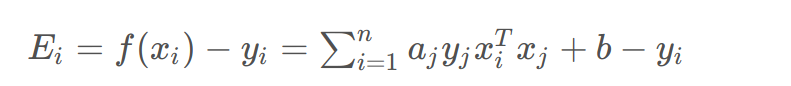 $E_i = f(x_i) - y_i = \sum_{i=1}^{n} a_j y_j x_i^T x_j + b - y_i$